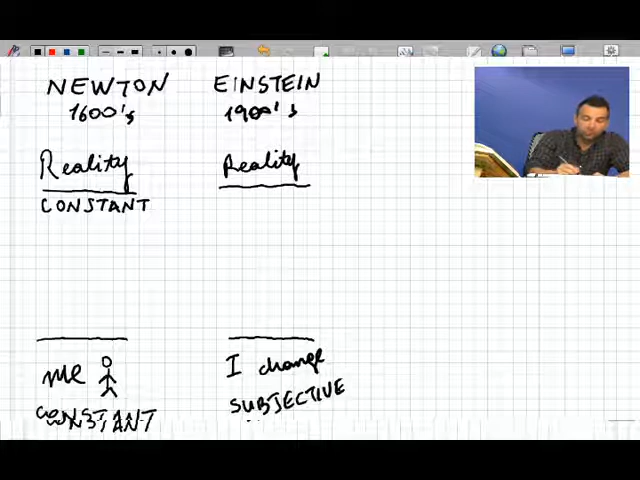 NEWTON
1600's
Reality
CONSTANT
me
CONSTANT
EINSTEIN
1900's
Reality
I change
SUBJECTIVE